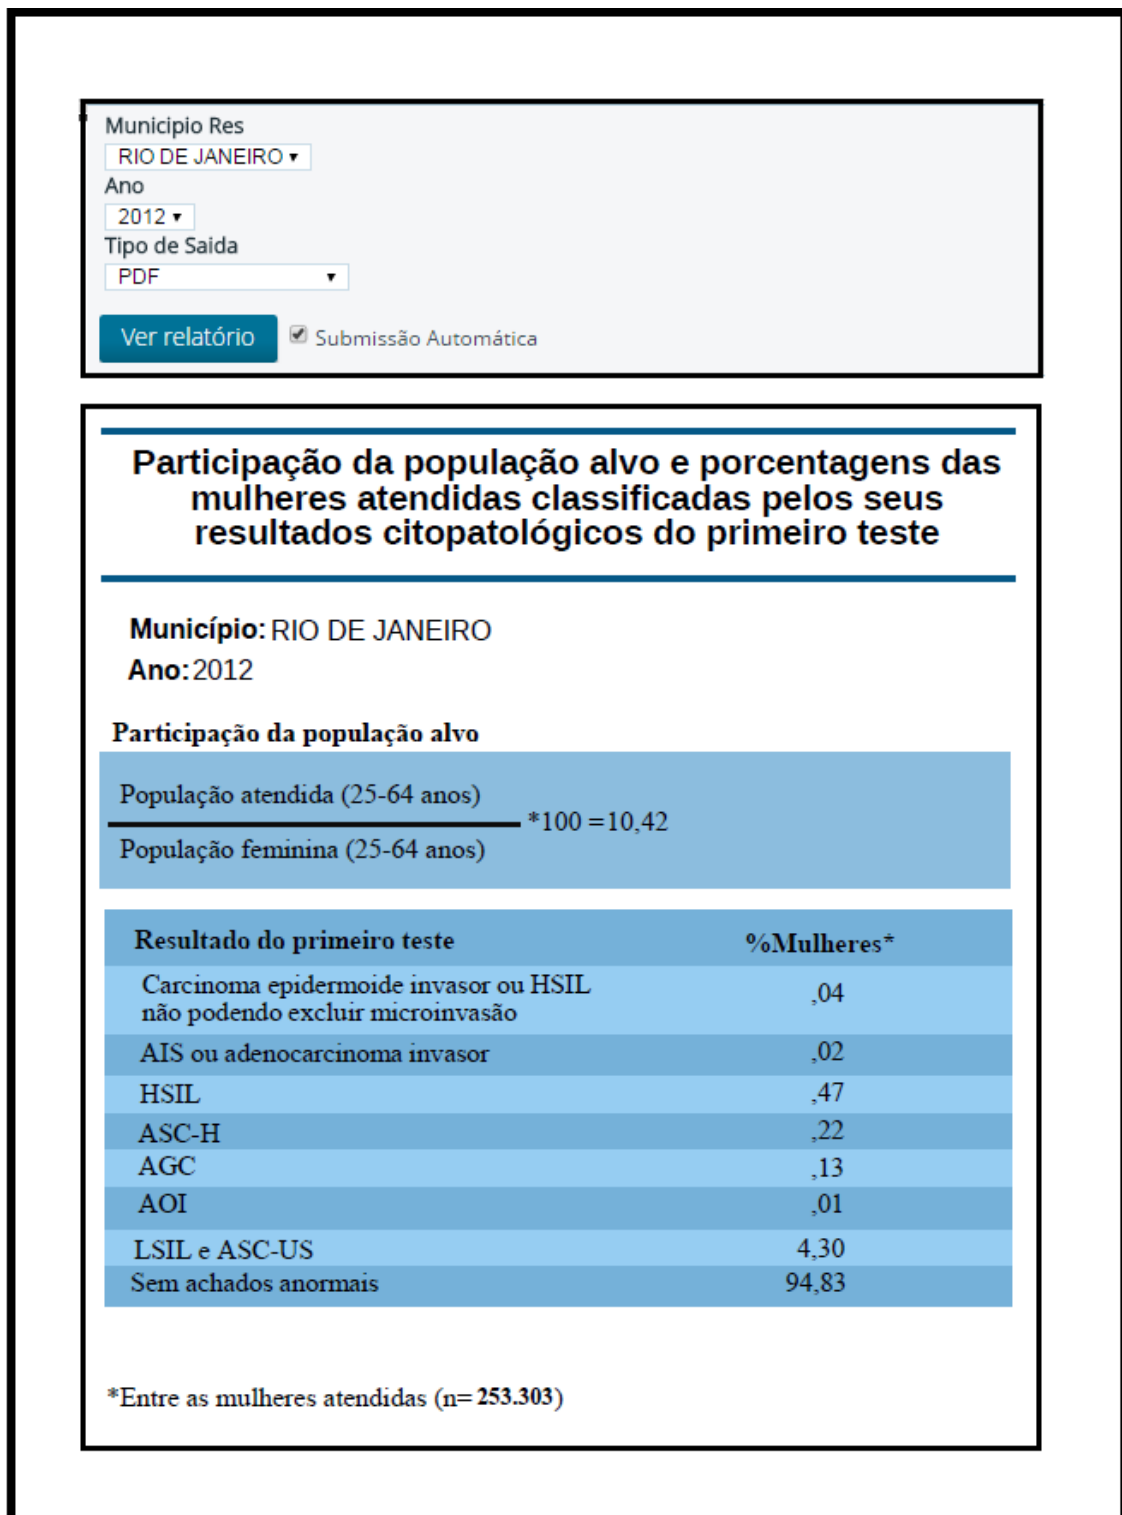 Municipio Res
RIO DE JANEIRO
Ano
2012
Tipo de Saida
PDF
Ver relatório
Submissão Automática
Participação da população alvo e porcentagens das
mulheres atendidas classificadas pelos seus
resultados citopatológicos do primeiro teste
Município: RIO DE JANEIRO
Ano: 2012
Participação da população alvo
População atendida (25-64 anos)
*100 =10,42
População feminina (25-64 anos)
Resultado do primeiro teste %Mulheres*
Carcinoma epidermoide invasor ou HSIL
não podendo excluir microinvasão ,04
AIS ou adenocarcinoma invasor ,02
HSIL ,47
ASC-H ,22
AGC ,13
AOI ,01
LSIL e ASC-US 4,30
Sem achados anormais 94,83
*Entre as mulheres atendidas (n= 253.303)